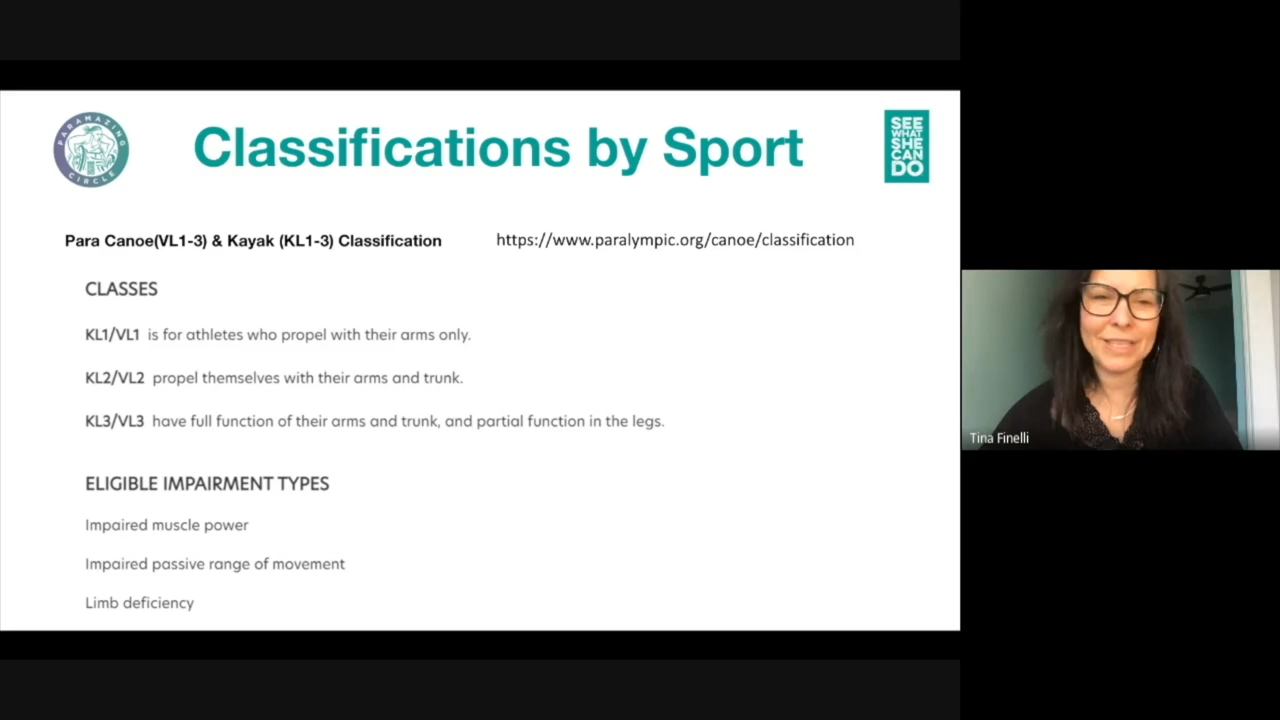 PARAMAZING
CIRCLE
Classifications by Sport
SEE
WHAT
SHE
CAN
DO
Para Canoe(VL1-3) & Kayak (KL1-3) Classification
https://www.paralympic.org/canoe/classification
CLASSES
KL1/VL1 is for athletes who propel with their arms only.
KL2/VL2 propel themselves with their arms and trunk.
KL3/VL3 have full function of their arms and trunk, and partial function in the legs.
ELIGIBLE IMPAIRMENT TYPES
Impaired muscle power
Impaired passive range of movement
Limb deficiency
Tina Finelli